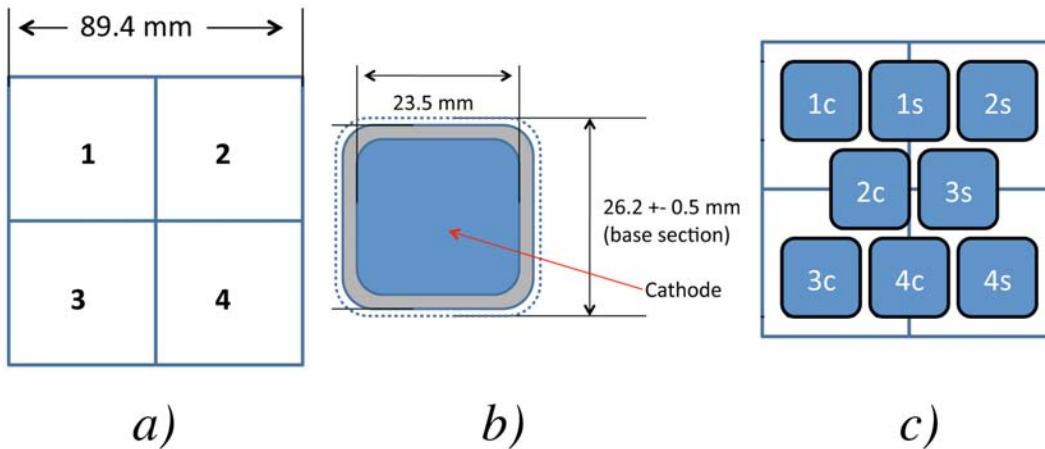 89.4 mm
1
2
3
4
a)
23.5 mm
26.2 +- 0.5 mm
(base section)
Cathode
b)
1c
1s
2s
2c
3s
3c
4c
4s
c)